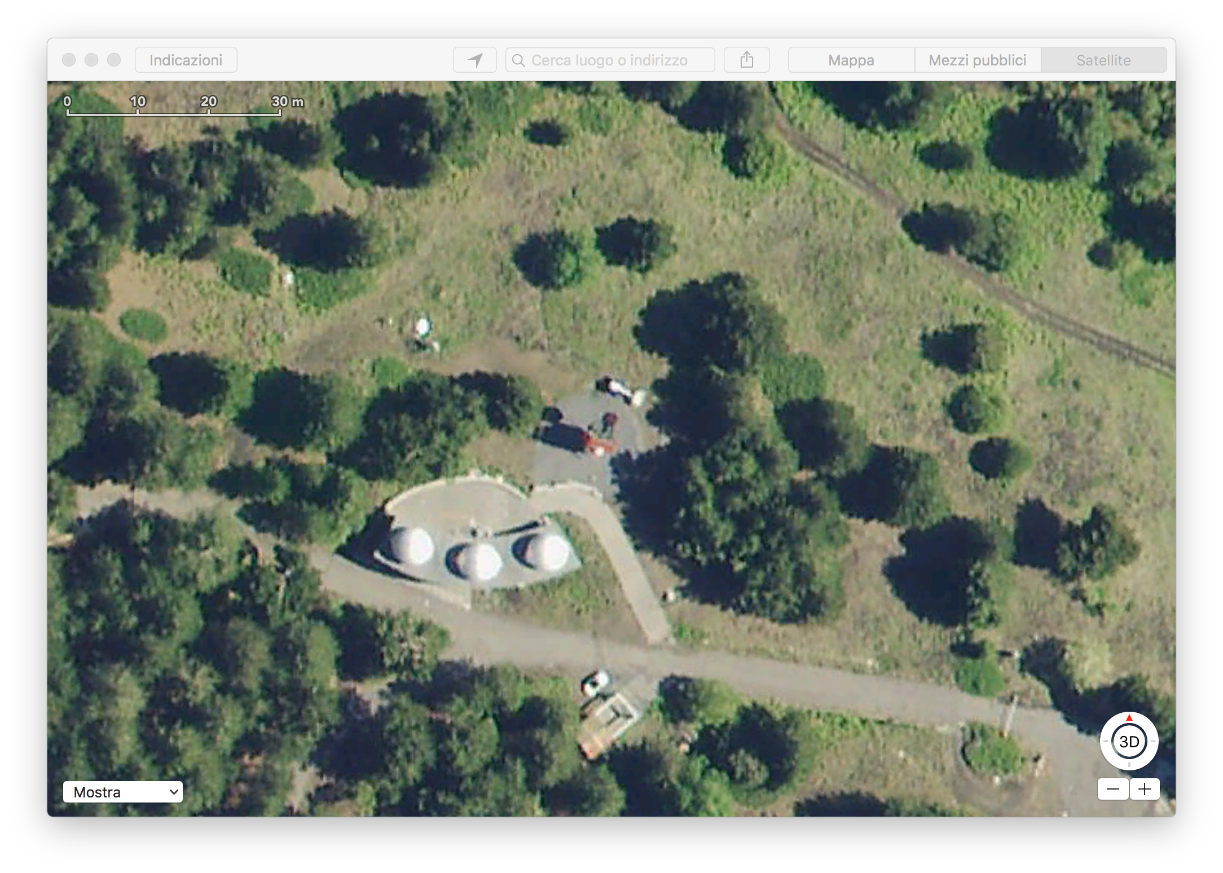 Indicazioni
Cerca luogo o indirizzo
Mappa
Mezzi pubblici
Satellite
0 10 20 30 m
3D
Mostra